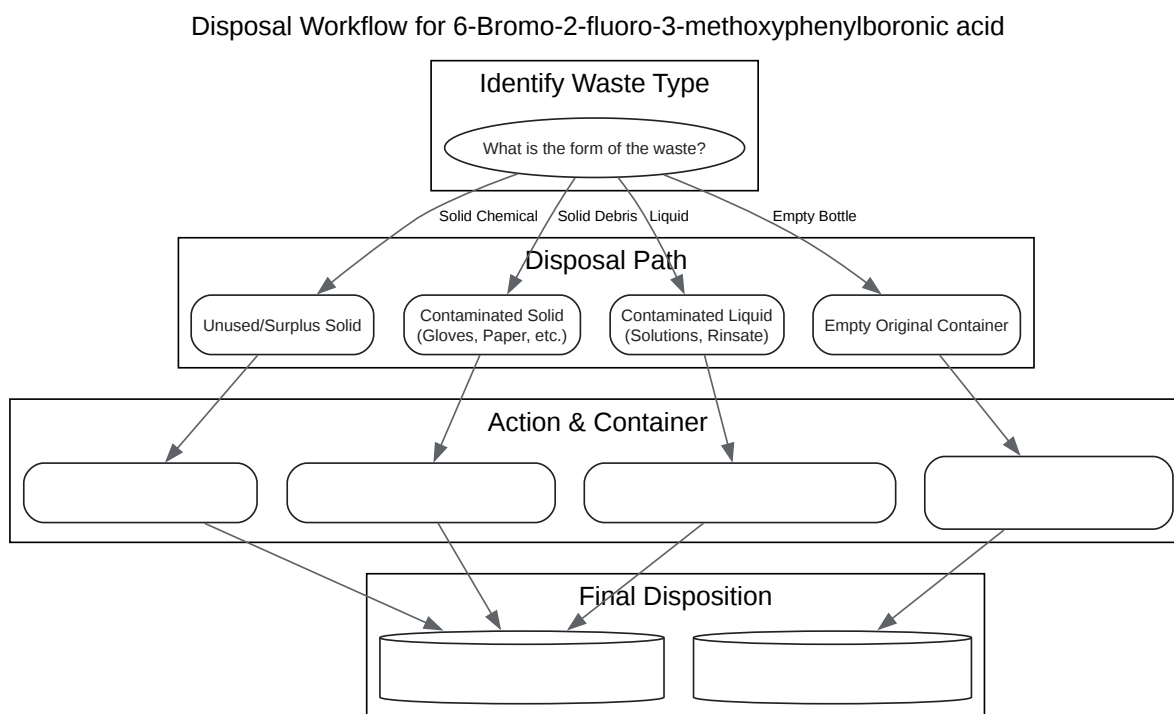 Disposal Workflow for 6-Bromo-2-fluoro-3-methoxyphenylboronic acid
Identify Waste Type
What is the form of the waste?
Solid Chemical
Solid Debris
Liquid
Empty Bottle
Disposal Path
Unused/Surplus Solid
Contaminated Solid
(Gloves, Paper, etc.)
Contaminated Liquid
(Solutions, Rinsate)
Empty Original Container
Action & Container
Final Disposition